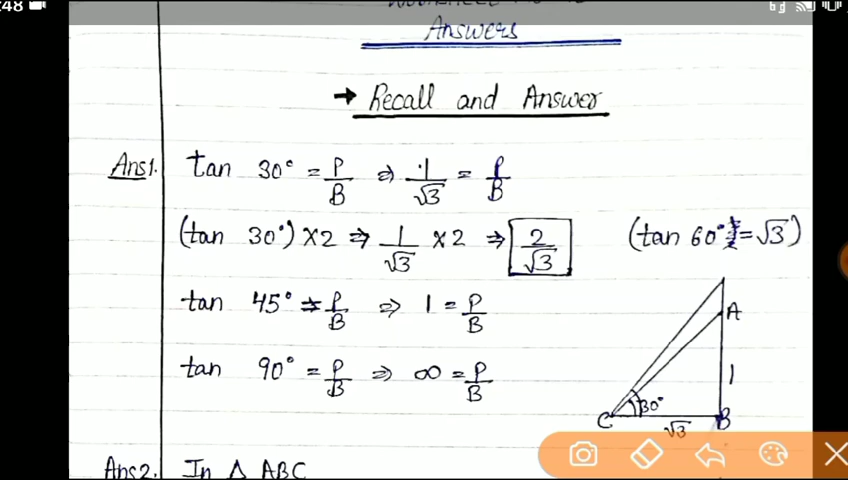 :48
Answers
→ Recall and Answer
Ans1. tan 30° = P/B ⇒ 1/√3 = P/B
(tan 30°) × 2 ⇒ 1/√3 × 2 ⇒ 2/√3 (tan 60° = √3)
tan 45° = P/B ⇒ 1 = P/B
A
tan 90° = P/B ⇒ ∞ = P/B
1
30°
C √3 B
Ans2. In Δ ABC